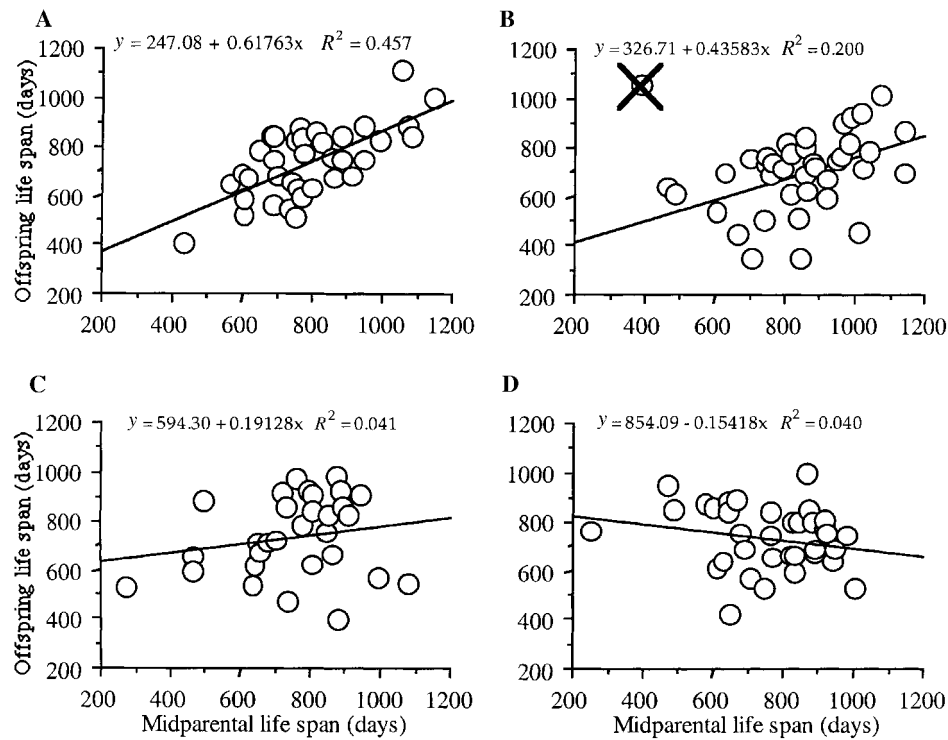 A
y = 247.08 + 0.61763x R² = 0.457
1200
1000
800
600
400
200
200 400 600 800 1000 1200
Offspring life span (days)
B
y = 326.71 + 0.43583x R² = 0.200
1200
1000
800
600
400
200
200 400 600 800 1000 1200
C
y = 594.30 + 0.19128x R² = 0.041
1200
1000
800
600
400
200
200 400 600 800 1000 1200
Offspring life span (days)
Midparental life span (days)
D
y = 854.09 - 0.15418x R² = 0.040
1200
1000
800
600
400
200
200 400 600 800 1000 1200
Midparental life span (days)